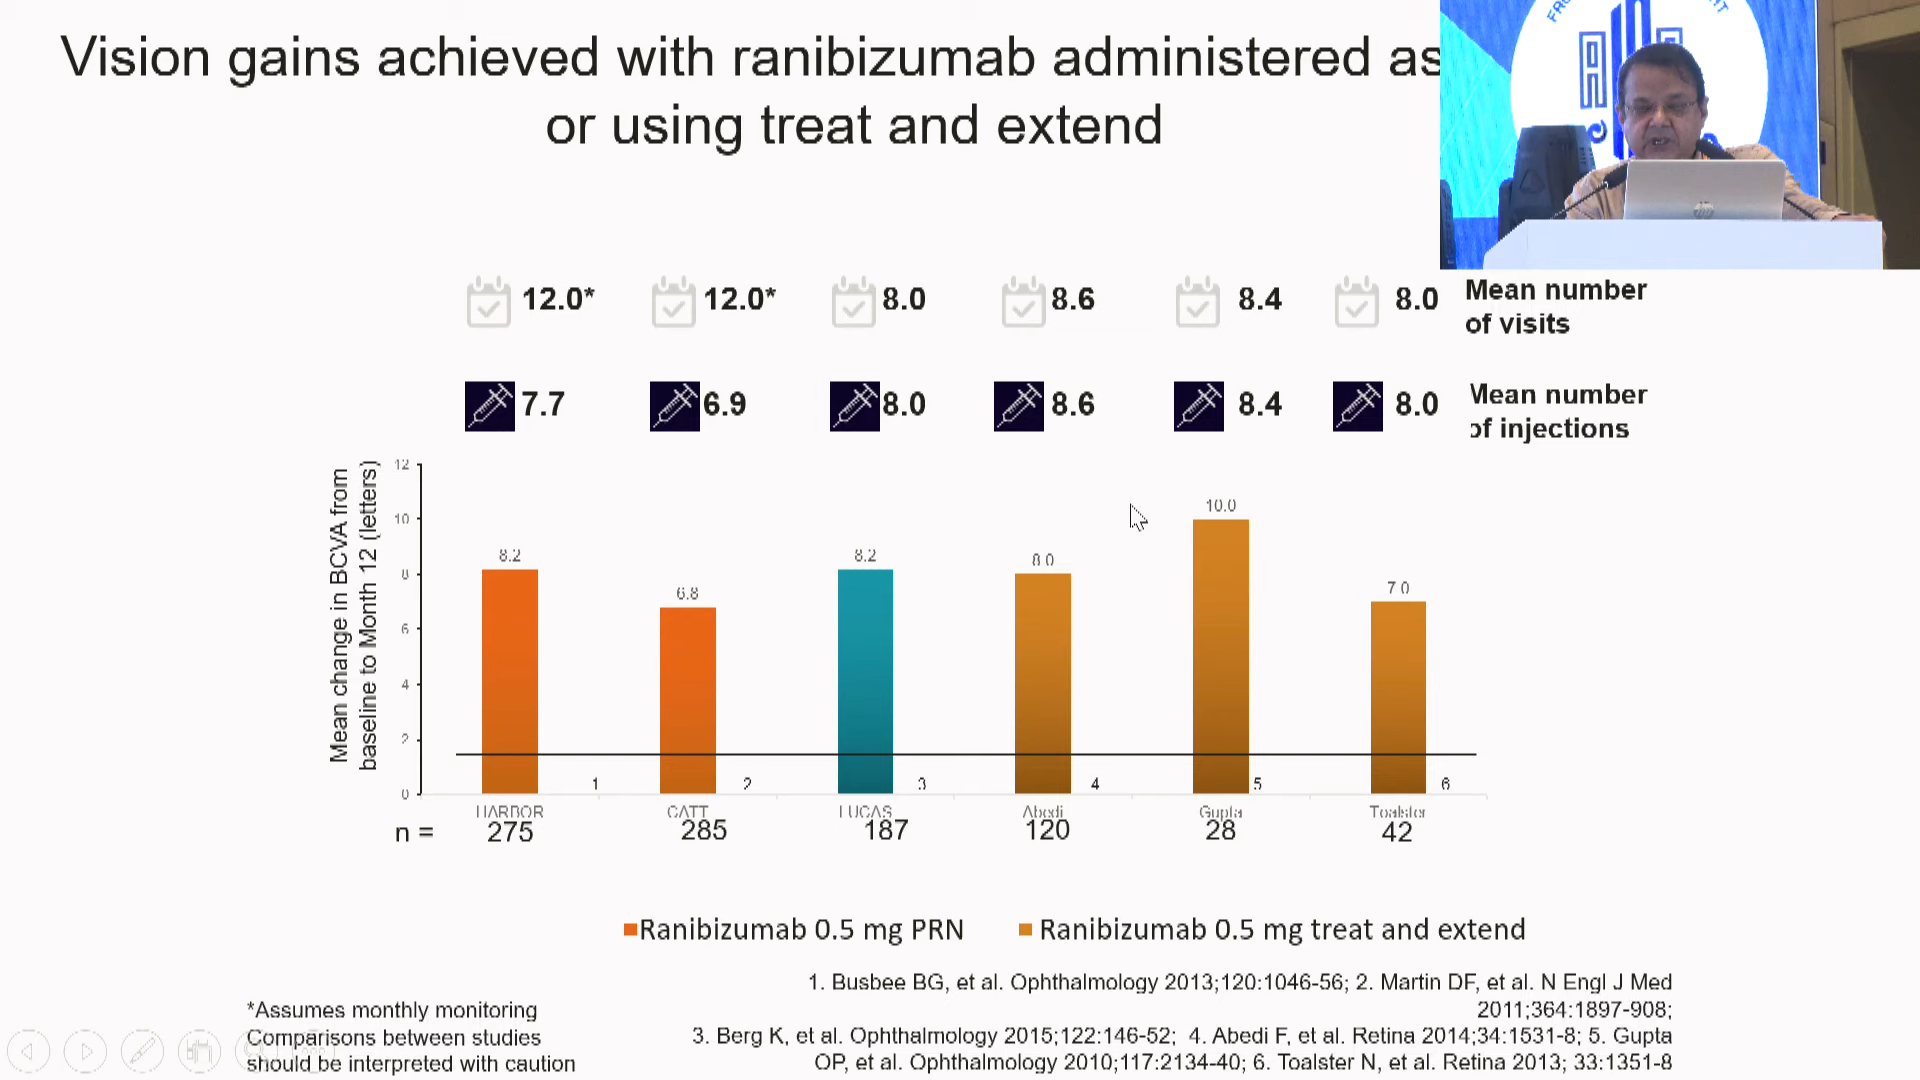 Vision gains achieved with ranibizumab administered as
or using treat and extend
12.0* 12.0* 8.0 8.6 8.4 8.0 Mean number
of visits
7.7 6.9 8.0 8.6 8.4 8.0 Mean number
of injections
Mean change in BCVA from
baseline to Month 12 (letters)
12
10
8
6
4
2
0
8.2 6.8 8.2 8.0 10.0 7.0
1 2 3 4 5 6
HARBOR CATT LUCAS Abedi Gupta Toalster
n = 275 285 187 120 28 42
Ranibizumab 0.5 mg PRN Ranibizumab 0.5 mg treat and extend
*Assumes monthly monitoring
Comparisons between studies
should be interpreted with caution
1. Busbee BG, et al. Ophthalmology 2013;120:1046-56; 2. Martin DF, et al. N Engl J Med
2011;364:1897-908;
3. Berg K, et al. Ophthalmology 2015;122:146-52; 4. Abedi F, et al. Retina 2014;34:1531-8; 5. Gupta
OP, et al. Ophthalmology 2010;117:2134-40; 6. Toalster N, et al. Retina 2013; 33:1351-8
hp